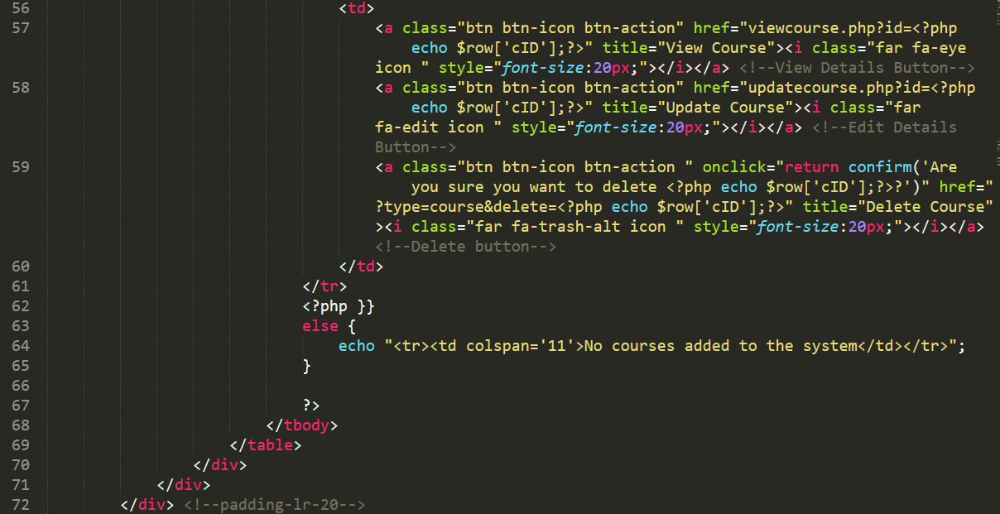 56 <td>
57 <a class="btn btn-icon btn-action" href="viewcourse.php?id=<?php
echo $row['cID'];?>" title="View Course"><i class="far fa-eye
icon " style="font-size:20px;"></i></a> <!--View Details Button-->
58 <a class="btn btn-icon btn-action" href="updatecourse.php?id=<?php
echo $row['cID'];?>" title="Update Course"><i class="far
fa-edit icon " style="font-size:20px;"></i></a> <!--Edit Details
Button-->
59 <a class="btn btn-icon btn-action " onclick="return confirm('Are
you sure you want to delete <?php echo $row['cID'];?>?')" href="
?type=course&delete=<?php echo $row['cID'];?>" title="Delete Course"
><i class="far fa-trash-alt icon " style="font-size:20px;"></i></a>
<!--Delete button-->
60 </td>
61 </tr>
62 <?php }}
63 else {
64 echo "<tr><td colspan='11'>No courses added to the system</td></tr>";
65 }
66
67 ?>
68 </tbody>
69 </table>
70 </div>
71 </div>
72 </div> <!--padding-lr-20-->